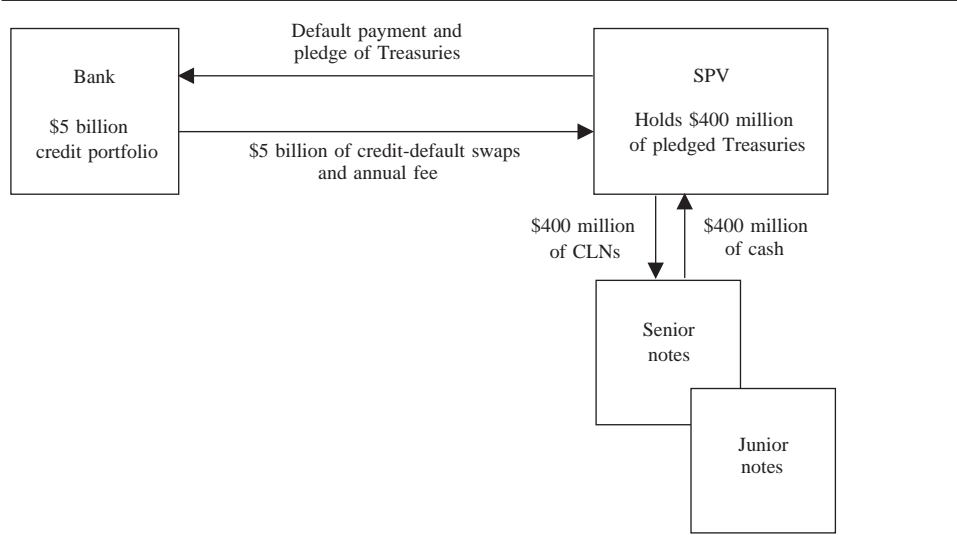 Default payment and
pledge of Treasuries
Bank
$5 billion
credit portfolio
SPV
Holds $400 million
of pledged Treasuries
$5 billion of credit-default swaps
and annual fee
$400 million
of CLNs
$400 million
of cash
Senior
notes
Junior
notes